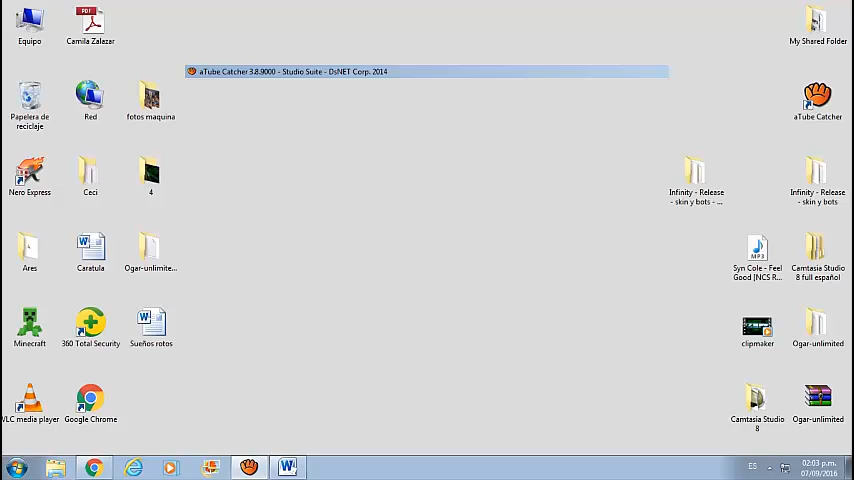 Equipo
Camila Zalazar
My Shared Folder
aTube Catcher 3.8.9000 - Studio Suite - DsNET Corp. 2014
Papelera de
reciclaje
Red
fotos maquina
aTube Catcher
Nero Express
Ceci
4
Infinity - Release
- skin y bots - ...
Infinity - Release
- skin y bots
Ares
Caratula
Ogar-unlimite...
Syn Cole - Feel
Good [NCS R...
Camtasia Studio
8 full español
Minecraft
360 Total Security
Sueños rotos
clipmaker
Ogar-unlimited
VLC media player
Google Chrome
Camtasia Studio
8
Ogar-unlimited
ES
02:03 p.m.
07/09/2016